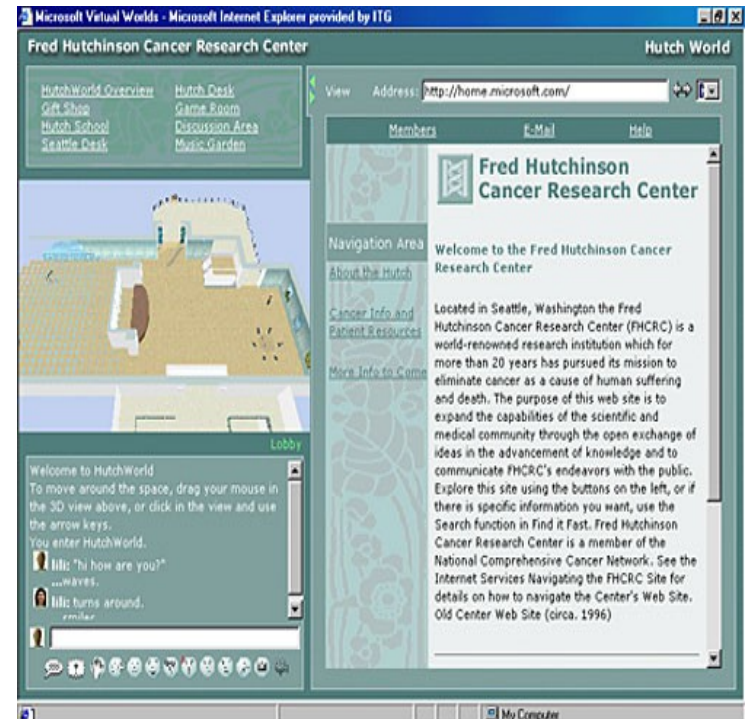 Microsoft Virtual Worlds - Microsoft Internet Explorer provided by ITG
Fred Hutchinson Cancer Research Center
Hutch World
HutchWorld Overview
Hutch Desk
Gift Shop
Game Room
Hutch School
Discussion Area
Seattle Desk
Music Garden
Lobby
Welcome to HutchWorld
To move around the space, drag your mouse in
the 3D view above, or click in the view and use
the arrow keys.
You enter HutchWorld.
lili: "hi how are you?"
...waves.
lili: turns around.
...smiles
View Address: http://home.microsoft.com/
Members E-Mail Help
Navigation Area
About the Hutch
Cancer Info and
Patient Resources
More Info to Come
Fred Hutchinson
Cancer Research Center
Welcome to the Fred Hutchinson Cancer
Research Center
Located in Seattle, Washington the Fred
Hutchinson Cancer Research Center (FHCRC) is a
world-renowned research institution which for
more than 20 years has pursued its mission to
eliminate cancer as a cause of human suffering
and death. The purpose of this web site is to
expand the capabilities of the scientific and
medical community through the open exchange of
ideas in the advancement of knowledge and to
communicate FHCRC's endeavors with the public.
Explore this site using the buttons on the left, or if
there is specific information you want, use the
Search function in Find it Fast. Fred Hutchinson
Cancer Research Center is a member of the
National Comprehensive Cancer Network. See the
Internet Services Navigating the FHCRC Site for
details on how to navigate the Center's Web Site.
Old Center Web Site (circa. 1996)
My Computer